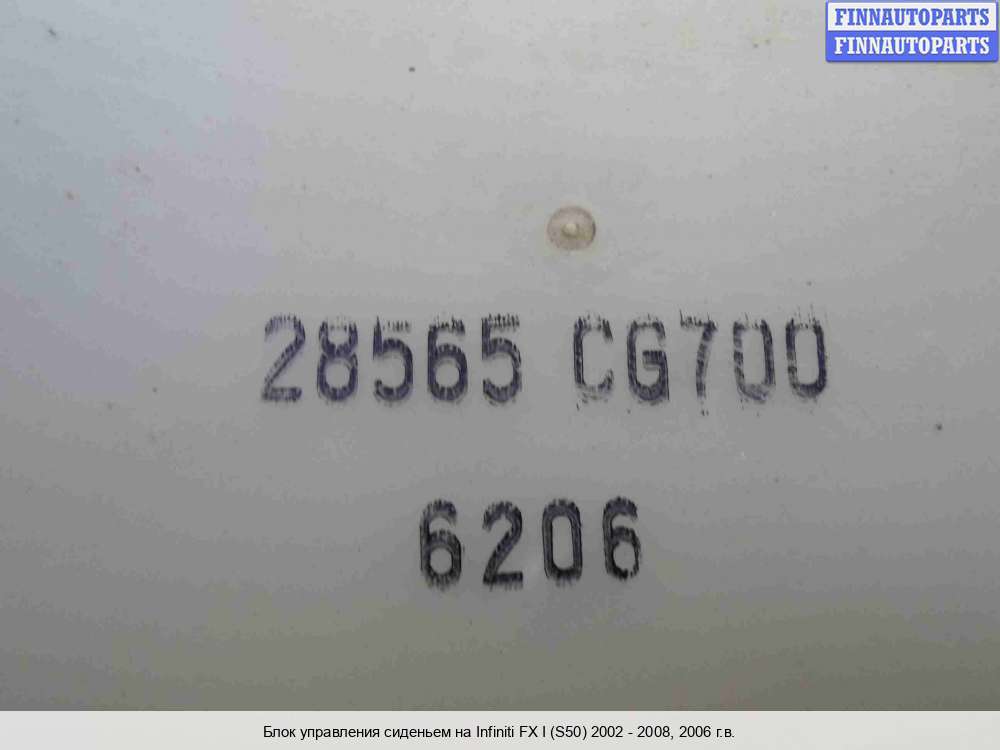 FINNAUTOPARTS
FINNAUTOPARTS
28565 CG700
6206
Блок управления сиденьем на Infiniti FX I (S50) 2002 - 2008, 2006 г.в.